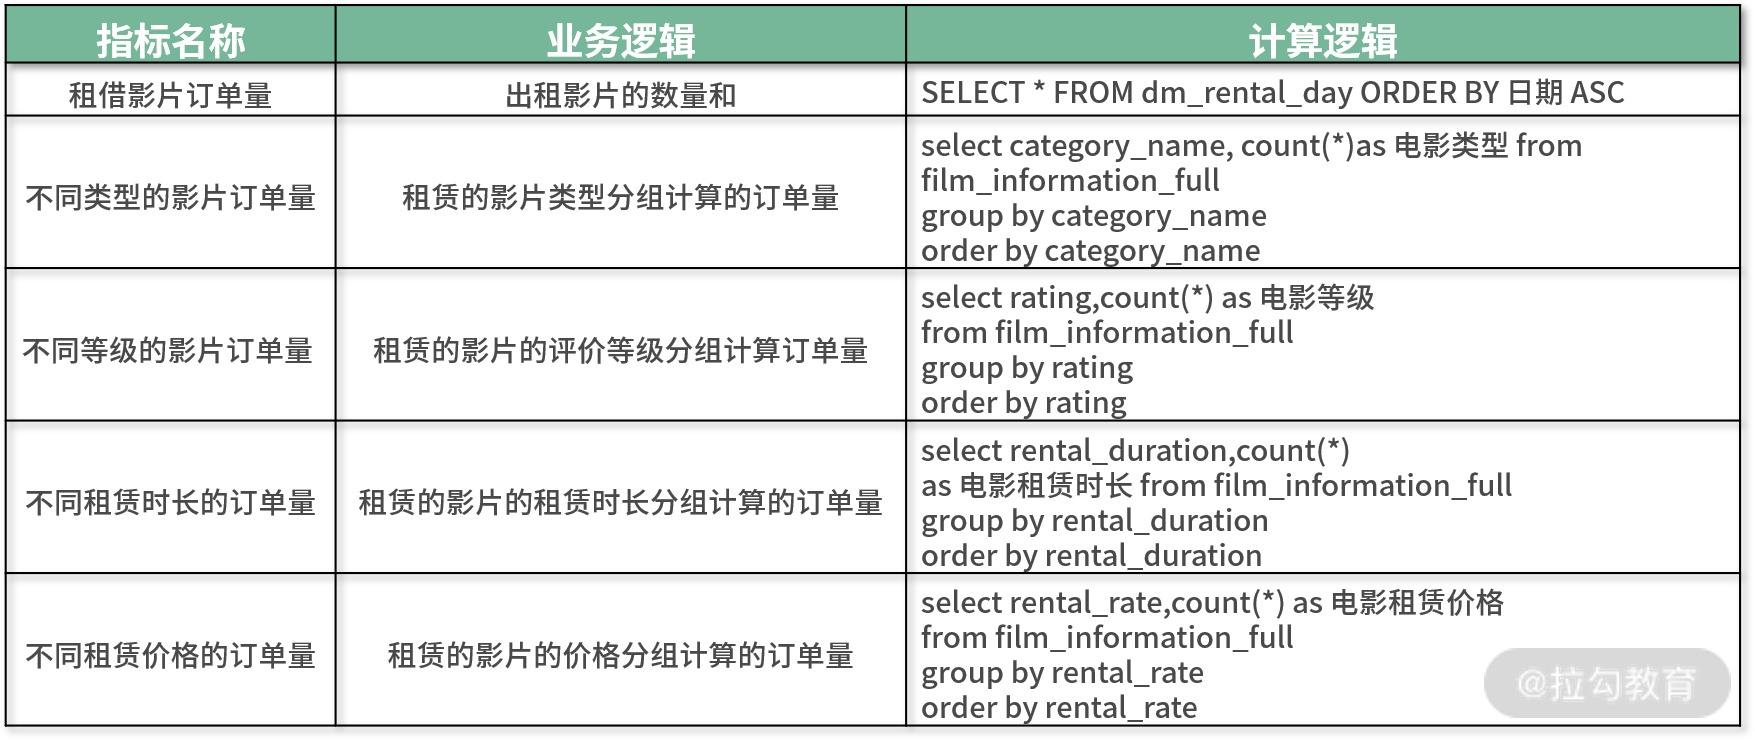 指标名称
业务逻辑
计算逻辑
租借影片订单量
出租影片的数量和
SELECT * FROM dm_rental_day ORDER BY 日期 ASC
不同类型的影片订单量
租赁的影片类型分组计算的订单量
select category_name, count(*)as 电影类型 from
film_information_full
group by category_name
order by category_name
不同等级的影片订单量
租赁的影片的评价等级分组计算订单量
select rating,count(*) as 电影等级
from film_information_full
group by rating
order by rating
不同租赁时长的订单量
租赁的影片的租赁时长分组计算的订单量
select rental_duration,count(*)
as 电影租赁时长 from film_information_full
group by rental_duration
order by rental_duration
不同租赁价格的订单量
租赁的影片的价格分组计算的订单量
select rental_rate,count(*) as 电影租赁价格
from film_information_full
group by rental_rate
order by rental_rate
@拉勾教育